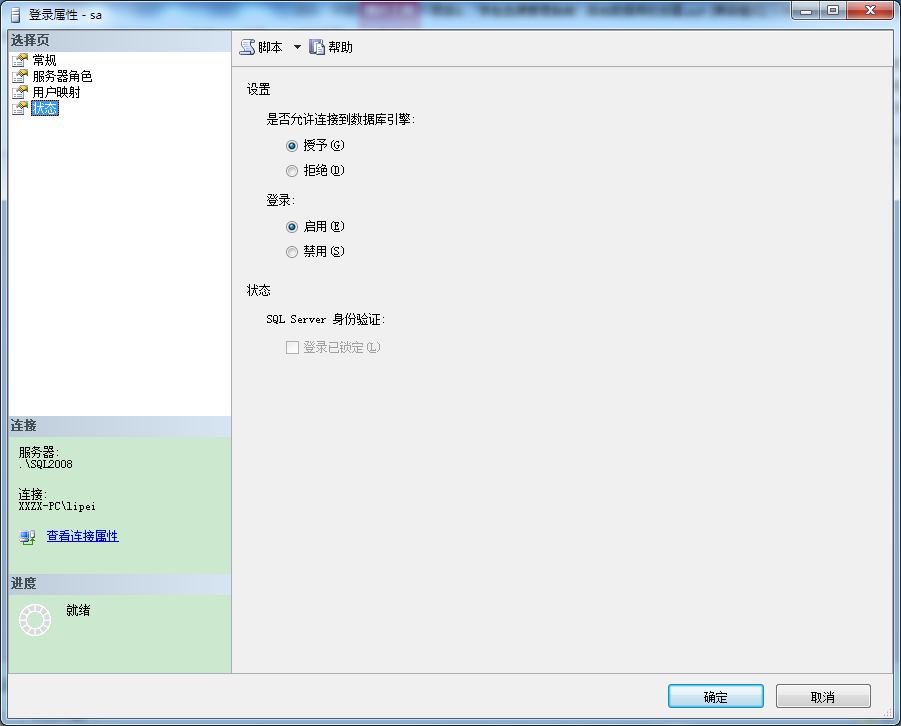 登录属性 - sa
选择页
常规
服务器角色
用户映射
状态
脚本 帮助
设置
是否允许连接到数据库引擎:
授予(G)
拒绝(D)
登录:
启用(E)
禁用(S)
状态
SQL Server 身份验证:
登录已锁定(L)
连接
服务器:
.\SQL2008
连接:
XXZX-PC\lipei
查看连接属性
进度
就绪
确定 取消